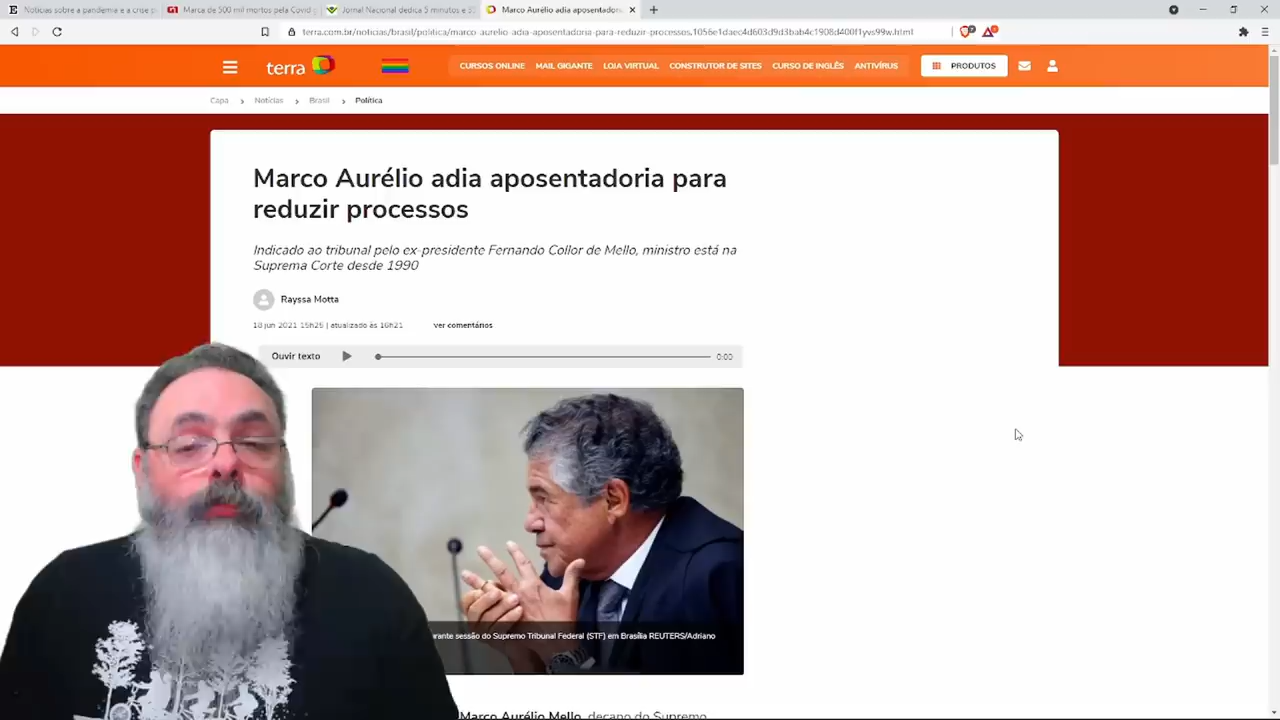 Notícias sobre a pandemia e a crise p
Marca de 500 mil mortos pela Covid
Jornal Nacional dedica 5 minutos e
Marco Aurélio adia aposentadoria
terra.com.br/noticias/brasil/politica/marco-aurelio-adia-aposentadoria-para-reduzir-processos
terra
CURSOS ONLINE MAIL GIGANTE LOJA VIRTUAL CONSTRUTOR DE SITES CURSO DE INGLÊS ANTIVÍRUS
PRODUTOS
Capa > Notícias > Brasil > Política
Marco Aurélio adia aposentadoria para
reduzir processos
Indicado ao tribunal pelo ex-presidente Fernando Collor de Mello, ministro está na
Suprema Corte desde 1990
Rayssa Motta
18 jun 2021 15h25 | atualizado às 16h21 ver comentários
Ouvir texto 0:00
rante sessão do Supremo Tribunal Federal (STF) em Brasília REUTERS/Adriano
Marco Aurélio Mello, decano do Supremo